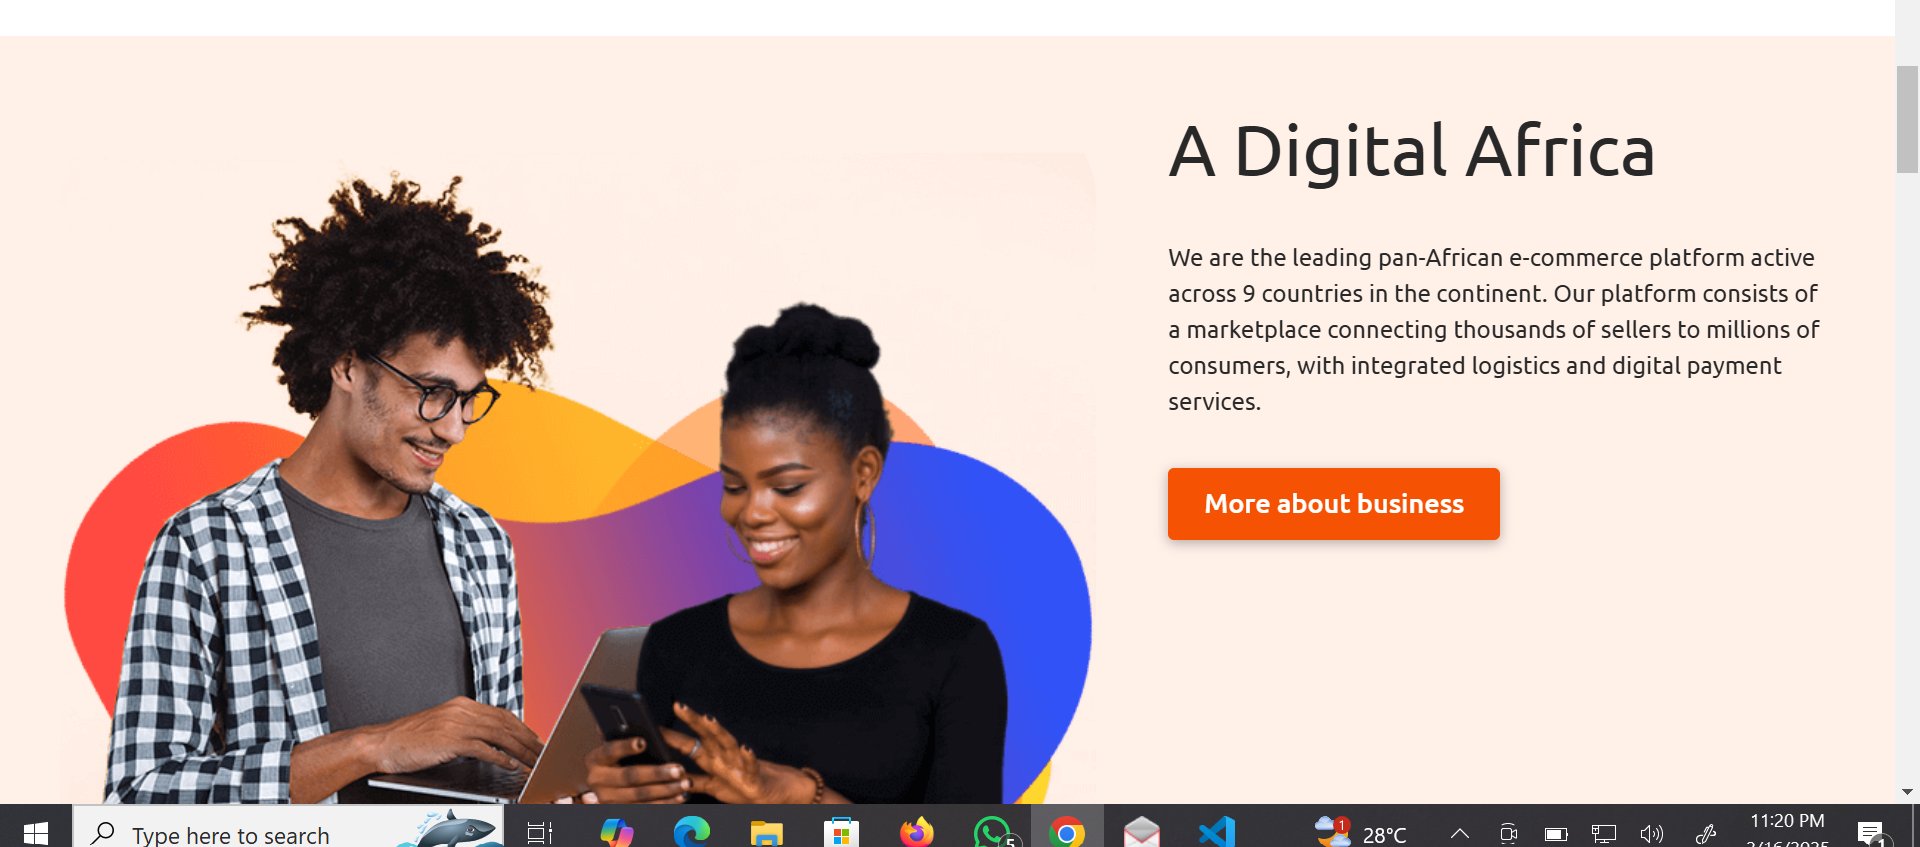 A Digital Africa
We are the leading pan-African e-commerce platform active
across 9 countries in the continent. Our platform consists of
a marketplace connecting thousands of sellers to millions of
consumers, with integrated logistics and digital payment
services.
More about business
Type here to search
5
1
28°C
11:20 PM
1